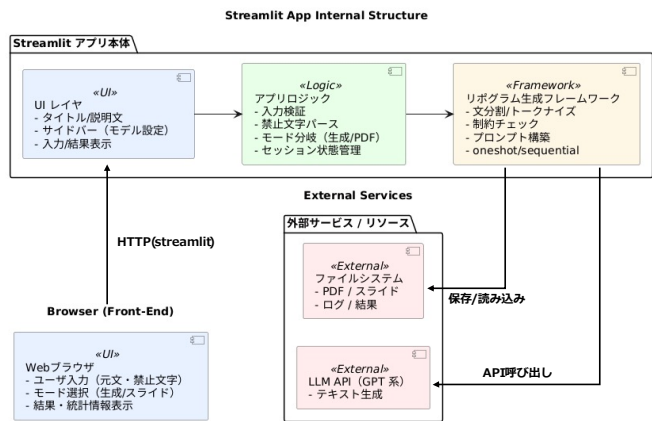 Streamlit App Internal Structure
Streamlit アプリ本体
«UI»
UI レイヤ
- タイトル/説明文
- サイドバー（モデル設定）
- 入力/結果表示
«Logic»
アプリロジック
- 入力検証
- 禁止文字パース
- モード分岐（生成/PDF）
- セッション状態管理
«Framework»
リポグラム生成フレームワーク
- 文分割/トークナイズ
- 制約チェック
- プロンプト構築
- oneshot/sequential
External Services
外部サービス / リソース
HTTP(streamlit)
«External»
ファイルシステム
- PDF / スライド
- ログ / 結果
保存/読み込み
Browser (Front-End)
«UI»
Webブラウザ
- ユーザ入力（元文・禁止文字）
- モード選択（生成/スライド）
- 結果・統計情報表示
«External»
LLM API（GPT 系）
- テキスト生成
API呼び出し